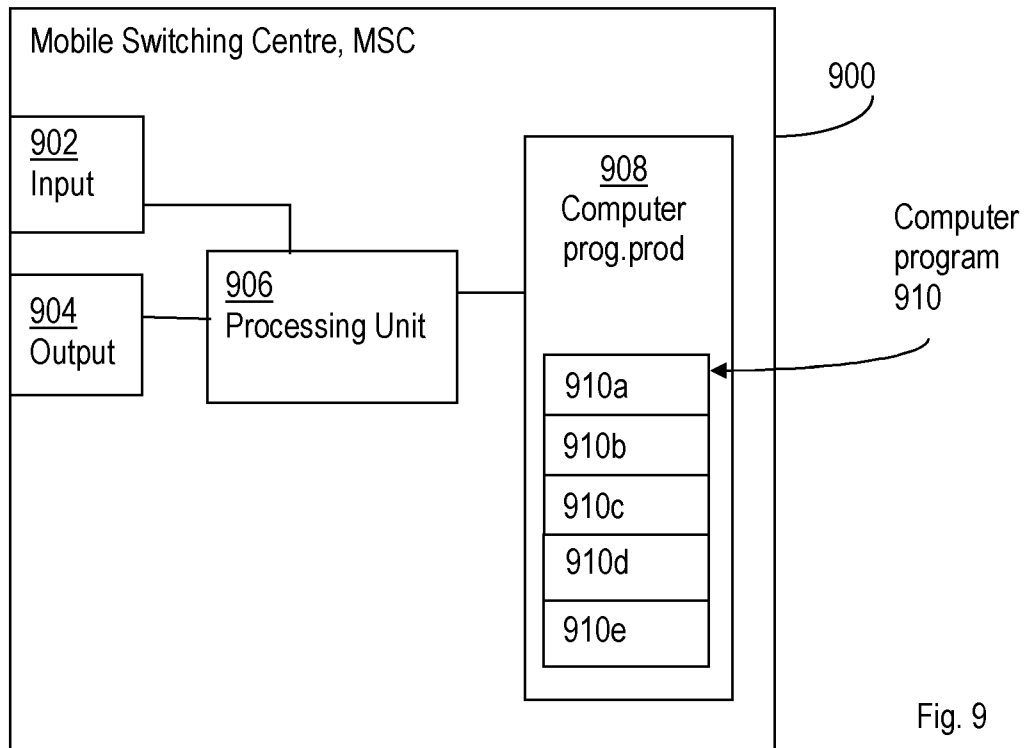 Mobile Switching Centre, MSC
900
902
Input
904
Output
906
Processing Unit
908
Computer
prog.prod
Computer
program
910
910a
910b
910c
910d
910e
Fig. 9